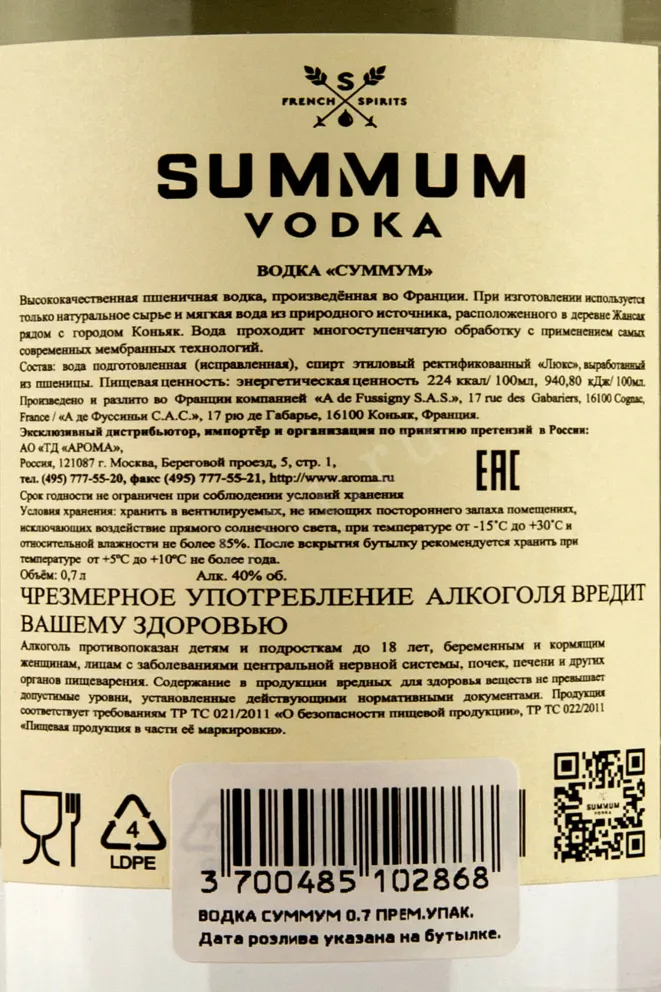 S
FRENCH SPIRITS
SUMMUM
VODKA
ВОДКА «СУММУМ»
Высококачественная пшеничная водка, произведённая во Франции. При изготовлении используется
только натуральное сырье и мягкая вода из природного источника, расположенного в деревне Жансак
рядом с городом Коньяк. Вода проходит многоступенчатую обработку с применением самых
современных мембранных технологий.
Состав: вода подготовленная (исправленная), спирт этиловый ректификованный «Люкс», выработанный
из пшеницы. Пищевая ценность: энергетическая ценность 224 ккал/ 100мл, 940,80 кДж/ 100мл.
Произведено и разлито во Франции компанией «A de Fussigny S.A.S.», 17 rue des Gabariers, 16100 Cognac,
France / «А де Фуссиньи С.А.С.», 17 рю де Габарье, 16100 Коньяк, Франция.
Эксклюзивный дистрибьютор, импортёр и организация по принятию претензий в России:
АО «ТД «АРОМА»,
Россия, 121087 г. Москва, Береговой проезд, 5, стр. 1,
тел. (495) 777-55-20, факс (495) 777-55-21, http://www.aroma.ru
EAC
Срок годности не ограничен при соблюдении условий хранения
Условия хранения: хранить в вентилируемых, не имеющих постороннего запаха помещениях,
исключающих воздействие прямого солнечного света, при температуре от -15˚С до +30˚С и
относительной влажности не более 85%. После вскрытия бутылку рекомендуется хранить при
температуре от +5ºС до +10ºС не более года.
Объём: 0,7 л Алк. 40% об.
ЧРЕЗМЕРНОЕ УПОТРЕБЛЕНИЕ АЛКОГОЛЯ ВРЕДИТ
ВАШЕМУ ЗДОРОВЬЮ
Алкоголь противопоказан детям и подросткам до 18 лет, беременным и кормящим
женщинам, лицам с заболеваниями центральной нервной системы, почек, печени и других
органов пищеварения. Содержание в продукции вредных для здоровья веществ не превышает
допустимые уровни, установленные действующими нормативными документами. Продукция
соответствует требованиям ТР ТС 021/2011 «О безопасности пищевой продукции», ТР ТС 022/2011
«Пищевая продукция в части её маркировки».
SUMMUM
VODKA
4
LDPE
3 700485 102868
ВОДКА СУММУМ 0.7 ПРЕМ.УПАК.
Дата розлива указана на бутылке.